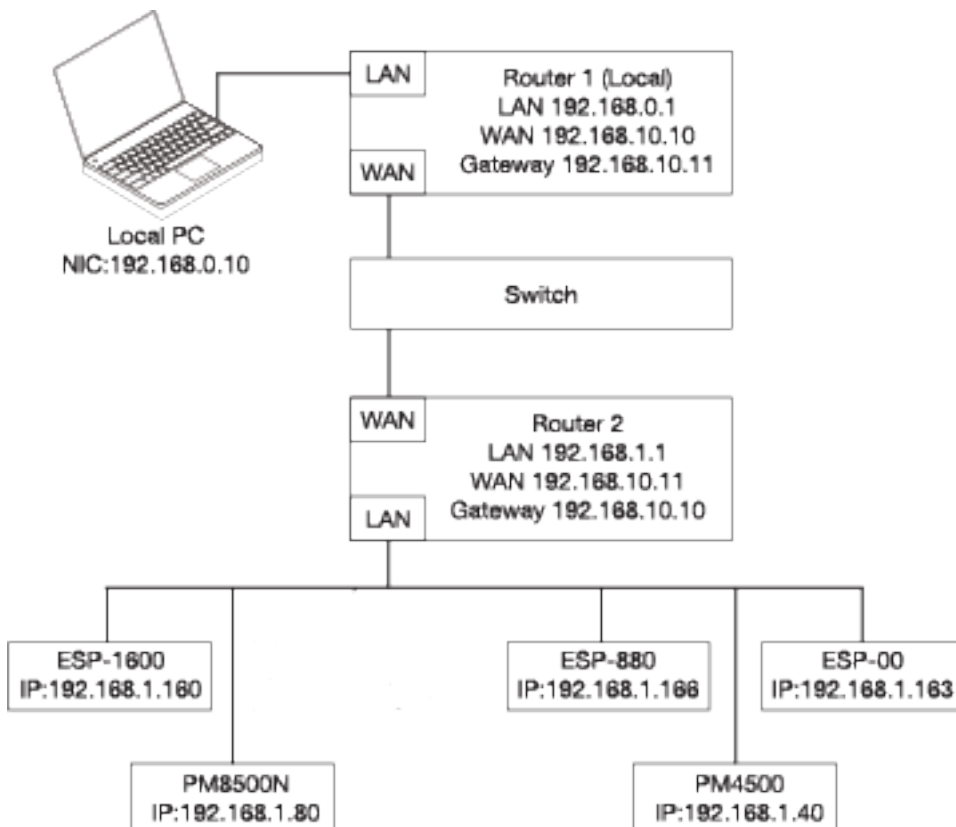 LAN
Router 1 (Local)
LAN 192.168.0.1
WAN 192.168.10.10
Gateway 192.168.10.11
WAN
Local PC
NIC:192.168.0.10
Switch
WAN
Router 2
LAN 192.168.1.1
WAN 192.168.10.11
Gateway 192.168.10.10
LAN
ESP-1600
IP:192.168.1.160
ESP-880
IP:192.168.1.166
ESP-00
IP:192.168.1.163
PM8500N
IP:192.168.1.80
PM4500
IP:192.168.1.40